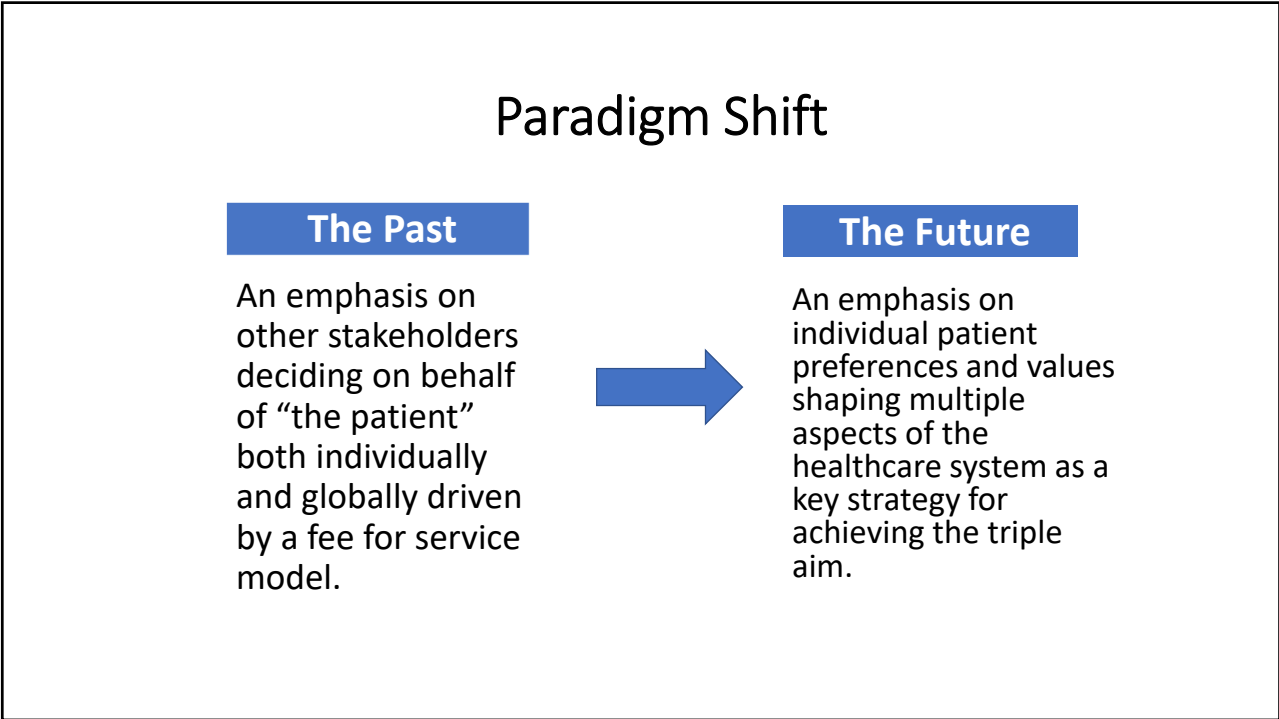 Paradigm Shift
The Past
An emphasis on
other stakeholders
deciding on behalf
of “the patient”
both individually
and globally driven
by a fee for service
model.
The Future
An emphasis on
individual patient
preferences and values
shaping multiple
aspects of the
healthcare system as a
key strategy for
achieving the triple
aim.